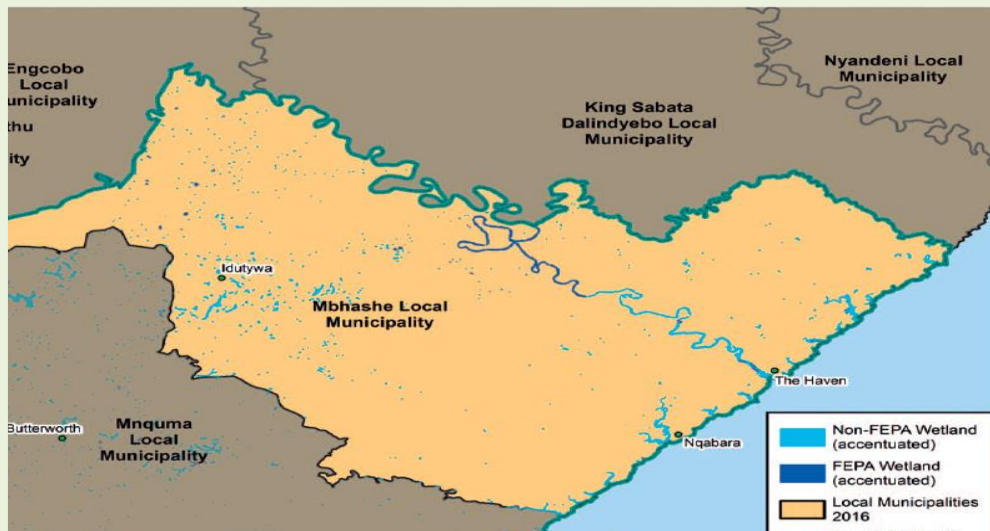 Engcobo
Local
unicipality
thu
ity
King Sabata
Dalindyebo Local
Municipality
Nyandeni Local
Municipality
Idutywa
Mbhashe Local
Municipality
The Haven
Nqabara
Butterworth
Mnquma
Local
Municipality
Non-FEPA Wetland
(accentuated)
FEPA Wetland
(accentuated)
Local Municipalities
2016